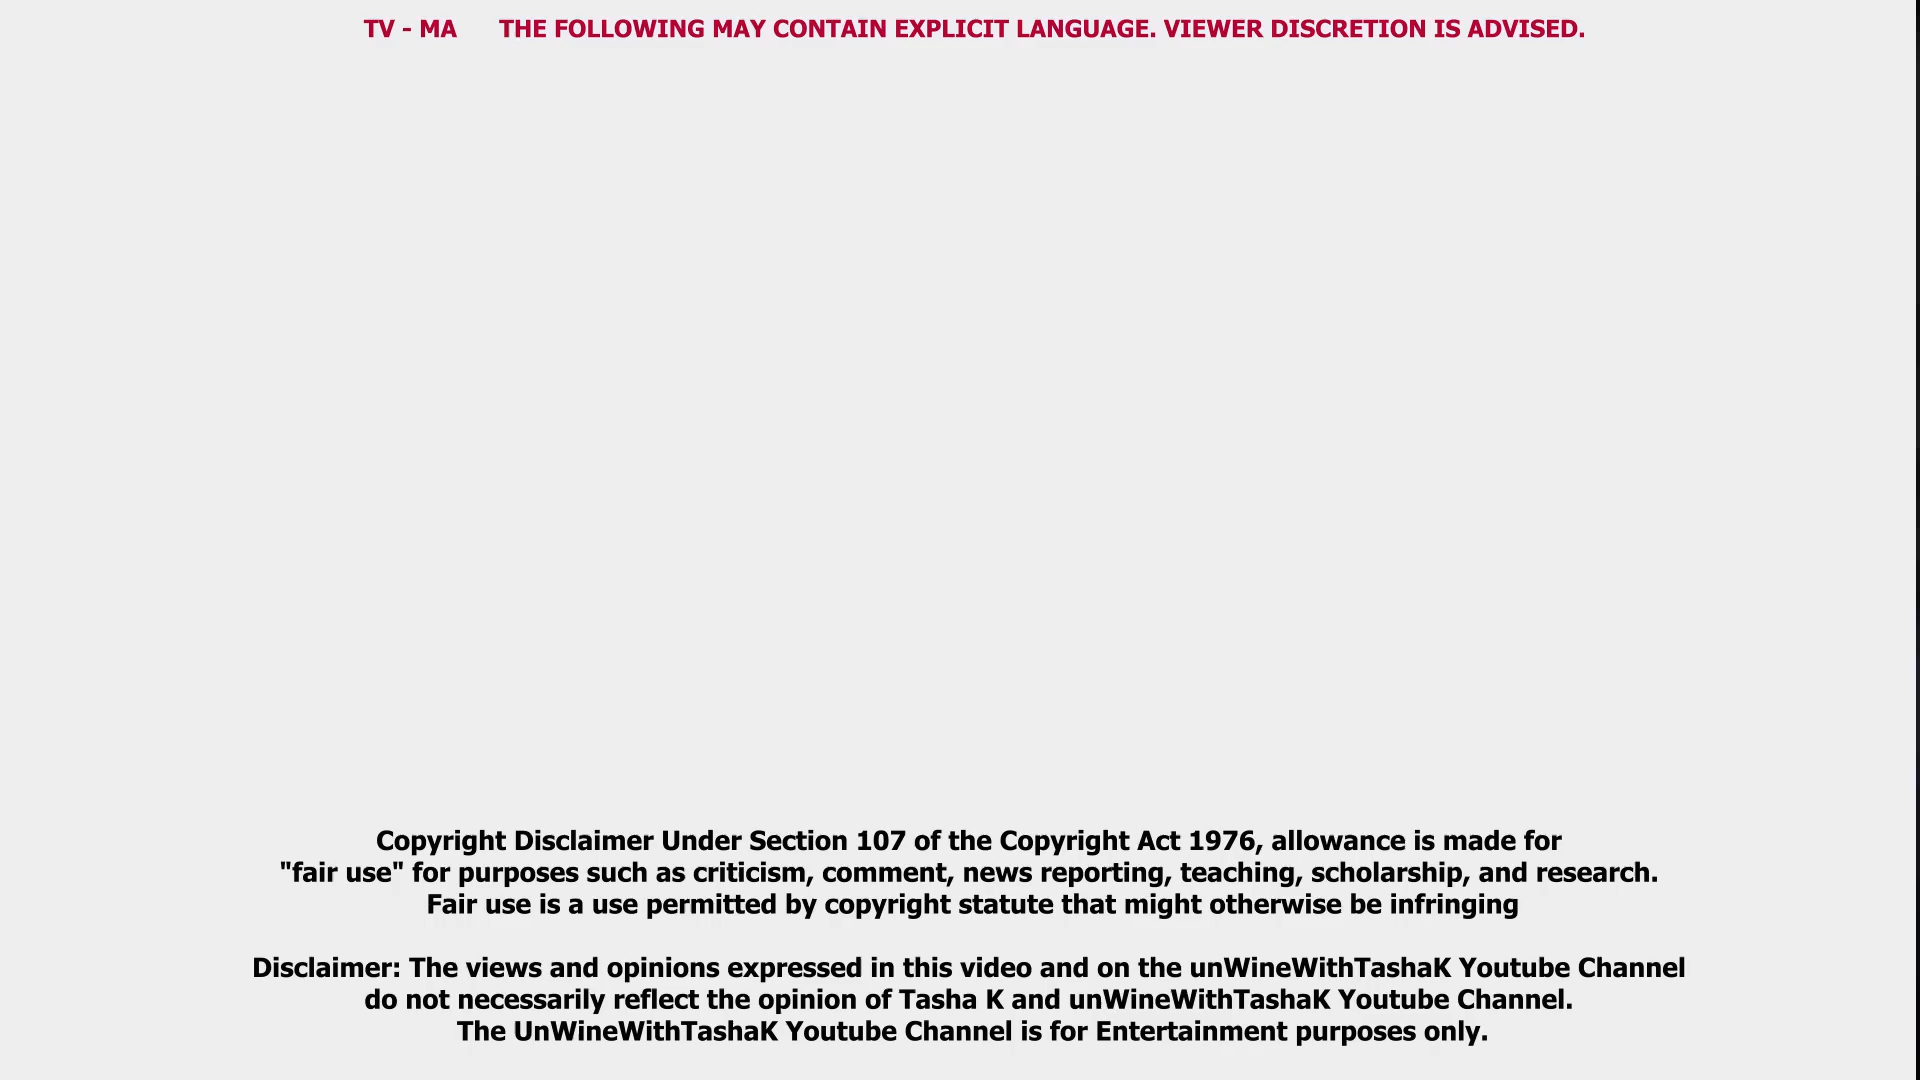 TV - MA THE FOLLOWING MAY CONTAIN EXPLICIT LANGUAGE. VIEWER DISCRETION IS ADVISED.
Copyright Disclaimer Under Section 107 of the Copyright Act 1976, allowance is made for
"fair use" for purposes such as criticism, comment, news reporting, teaching, scholarship, and research.
Fair use is a use permitted by copyright statute that might otherwise be infringing
Disclaimer: The views and opinions expressed in this video and on the unWineWithTashaK Youtube Channel
do not necessarily reflect the opinion of Tasha K and unWineWithTashaK Youtube Channel.
The UnWineWithTashaK Youtube Channel is for Entertainment purposes only.